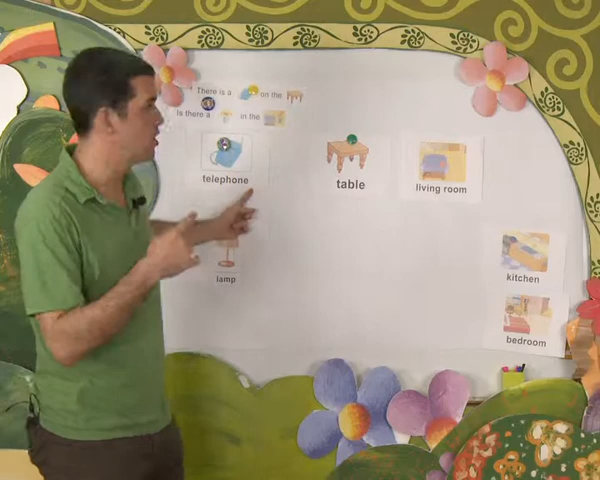 There is a on the
Is there a in the
telephone
table
living room
lamp
kitchen
bedroom